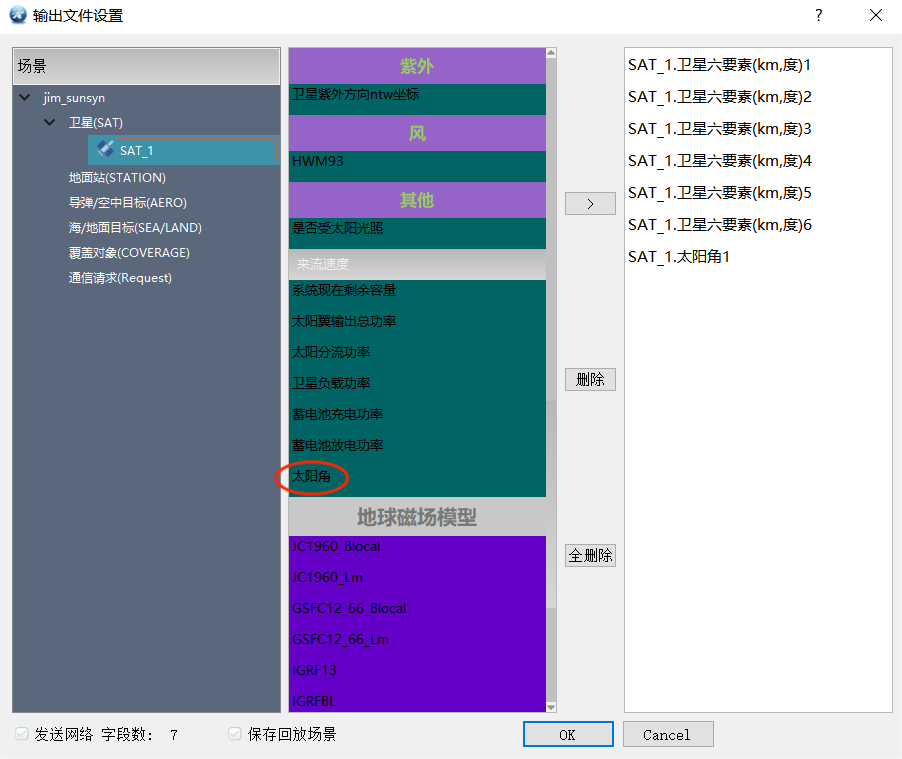 输出文件设置
?
场景
jim_sunsyn
卫星(SAT)
SAT_1
地面站(STATION)
导弹/空中目标(AERO)
海/地面目标(SEA/LAND)
覆盖对象(COVERAGE)
通信请求(Request)
紫外
卫星紫外方向ntw坐标
风
HWM93
其他
是否受太阳光照
来流速度
系统现在剩余容量
太阳翼输出总功率
太阳分流功率
卫星负载功率
蓄电池充电功率
蓄电池放电功率
太阳角
地球磁场模型
JC1960_Blocal
JC1960_Lm
GSFC12_66_Blocal
GSFC12_66_Lm
IGRF13
IGRFBL
>
删除
全删除
SAT_1.卫星六要素(km,度)1
SAT_1.卫星六要素(km,度)2
SAT_1.卫星六要素(km,度)3
SAT_1.卫星六要素(km,度)4
SAT_1.卫星六要素(km,度)5
SAT_1.卫星六要素(km,度)6
SAT_1.太阳角1
发送网络 字段数: 7
保存回放场景
OK
Cancel